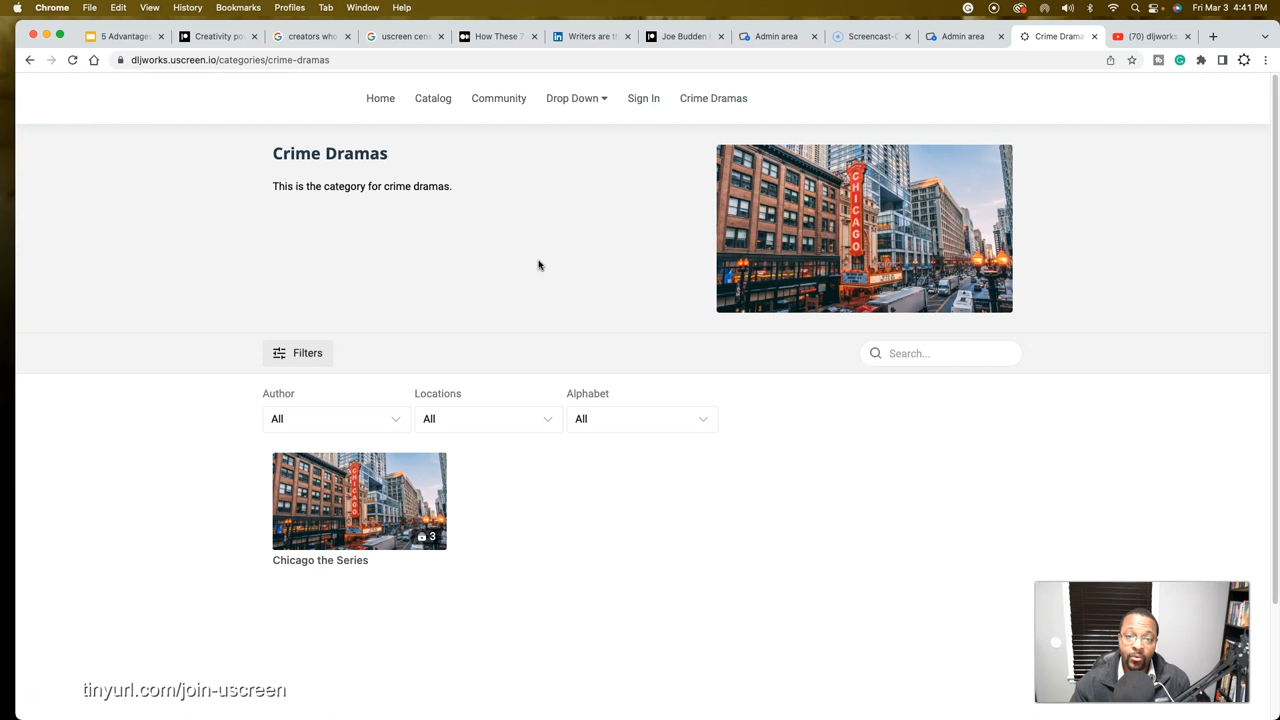 Chrome File Edit View History Bookmarks Profiles Tab Window Help Fri Mar 3 4:41 PM
5 Advantages Creativity po creators who uscreen cens How These 7 Writers are th Joe Budden Admin area Screencast-O Admin area Crime Drama (70) dljworks
dljworks.uscreen.io/categories/crime-dramas
Home Catalog Community Drop Down Sign In Crime Dramas
Crime Dramas
This is the category for crime dramas.
CHICAGO
Filters
Search...
Author Locations Alphabet
All All All
CHICAGO
3
Chicago the Series
tinyurl.com/join-uscreen